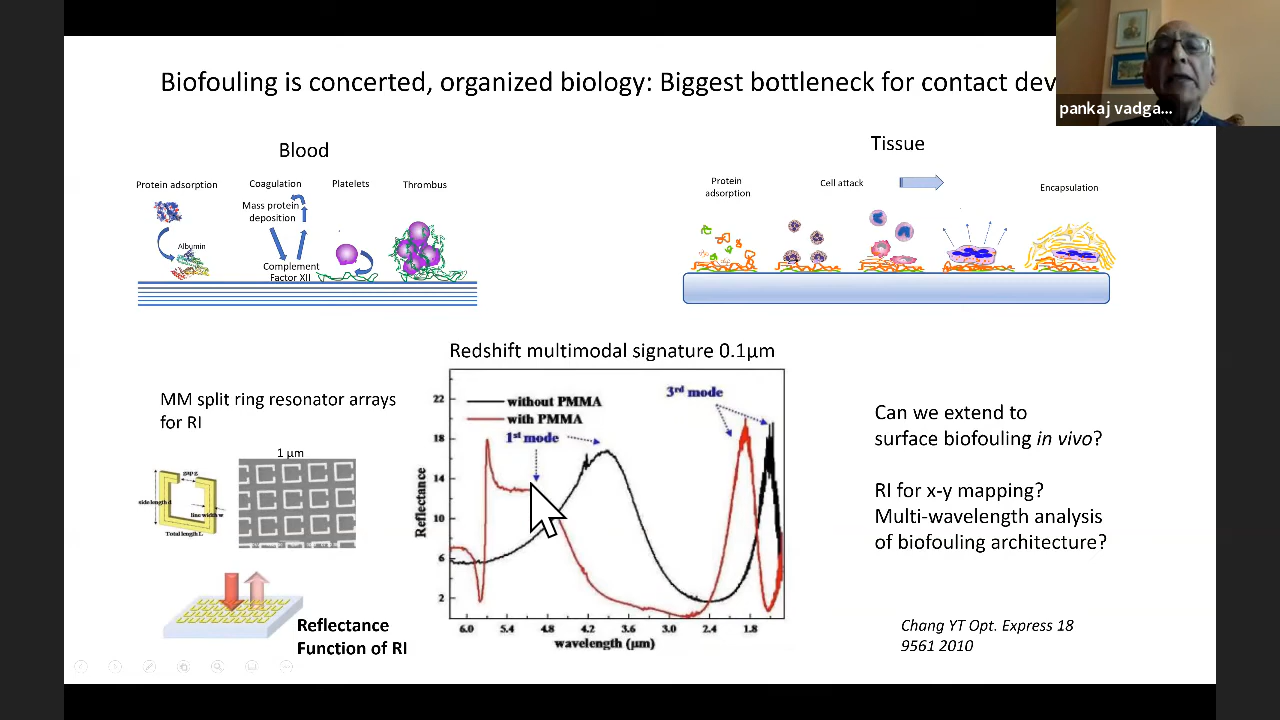 Biofouling is concerted, organized biology: Biggest bottleneck for contact dev
pankaj vadga...
Blood
Protein adsorption
Coagulation
Platelets
Thrombus
Mass protein
deposition
Albumin
Complement
Factor XII
Tissue
Protein
adsorption
Cell attack
Encapsulation
Redshift multimodal signature 0.1µm
MM split ring resonator arrays
for RI
1 µm
gap g
side length d
line width w
Total length L
Reflectance
Function of RI
without PMMA
with PMMA
1st mode
3rd mode
Reflectance
22
18
14
10
6
2
6.0 5.4 4.8 4.2 3.6 3.0 2.4 1.8
wavelength (µm)
Can we extend to
surface biofouling in vivo?
RI for x-y mapping?
Multi-wavelength analysis
of biofouling architecture?
Chang YT Opt. Express 18
9561 2010